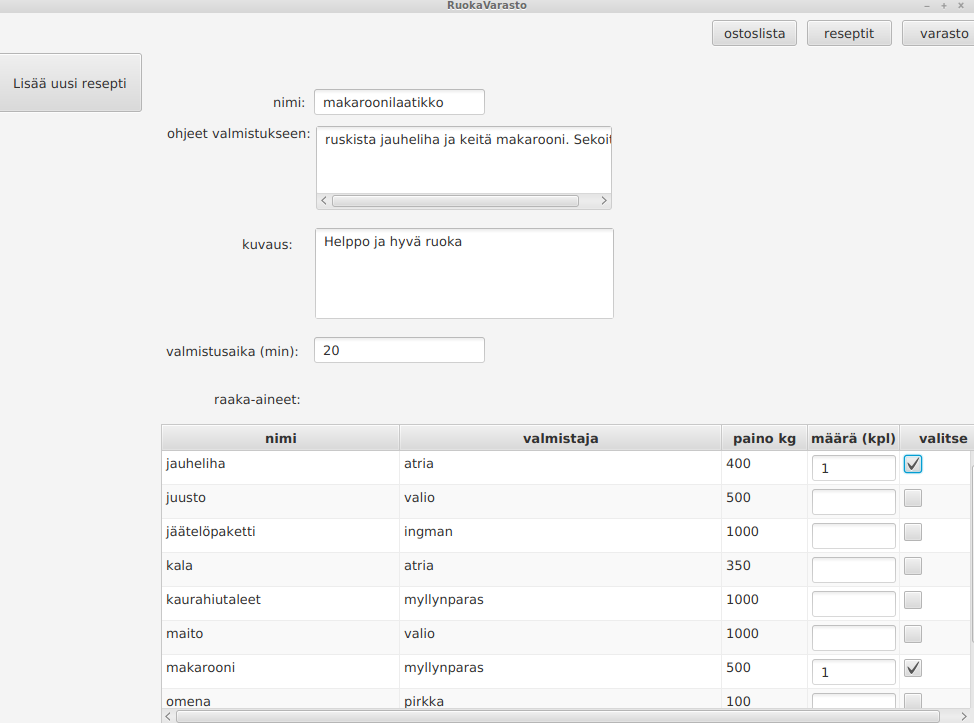 RuokaVarasto
ostoslista reseptit varasto
Lisää uusi resepti
nimi: makaroonilaatikko
ohjeet valmistukseen: ruskista jauheliha ja keitä makarooni. Sekoit
kuvaus: Helppo ja hyvä ruoka
valmistusaika (min): 20
raaka-aineet:
nimi valmistaja paino kg määrä (kpl) valitse
jauheliha atria 400 1
juusto valio 500
jäätelöpaketti ingman 1000
kala atria 350
kaurahiutaleet myllynparas 1000
maito valio 1000
makarooni myllynparas 500 1
omena pirkka 100